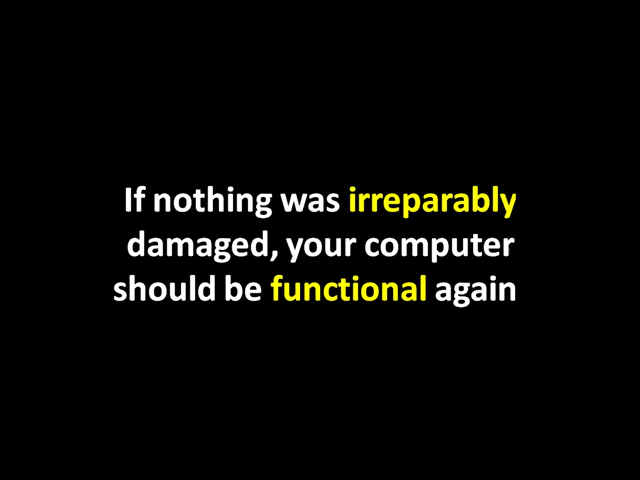 If nothing was irreparably
damaged, your computer
should be functional again